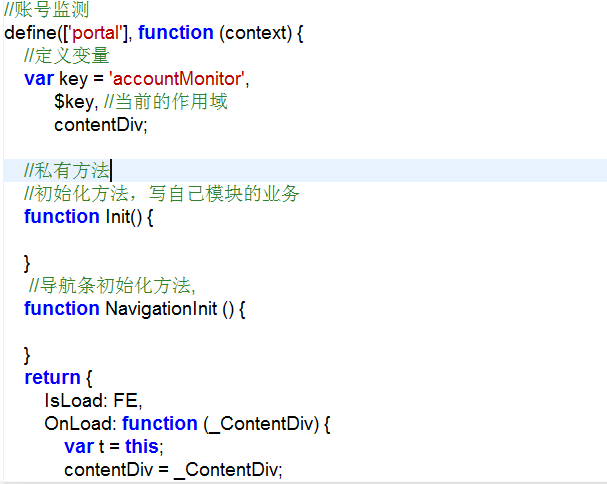 //账号监测
define(['portal'], function (context) {
//定义变量
var key = 'accountMonitor',
$key, //当前的作用域
contentDiv;
//私有方法
//初始化方法，写自己模块的业务
function Init() {
}
//导航条初始化方法,
function NavigationInit () {
}
return {
IsLoad: FE,
OnLoad: function (_ContentDiv) {
var t = this;
contentDiv = _ContentDiv;